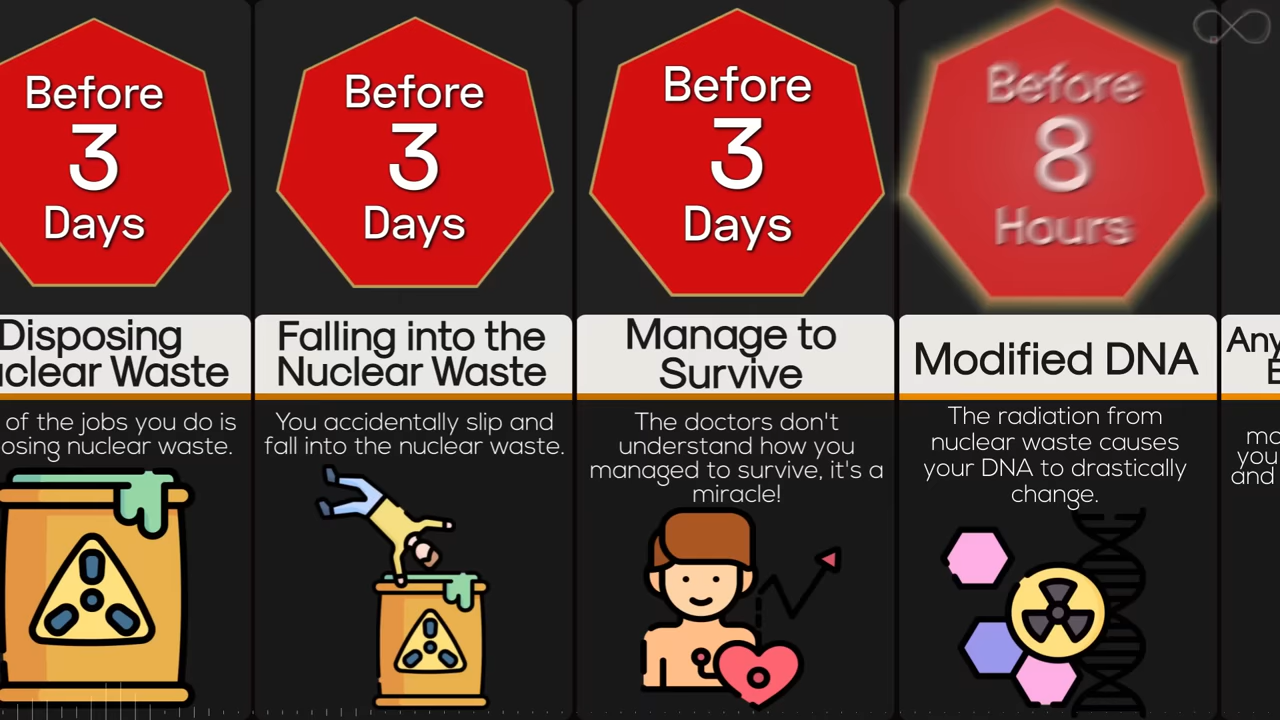 Before
3
Days
Disposing
Waste
of the jobs you do is
nuclear waste.
Before
3
Days
Falling into the
Nuclear Waste
You accidentally slip and
fall into the nuclear waste.
Before
3
Days
Manage to
Survive
The doctors don't
understand how you
managed to survive, it's a
miracle!
Before
8
Hours
Modified DNA
The radiation from
nuclear waste causes
your DNA to drastically
change.
and